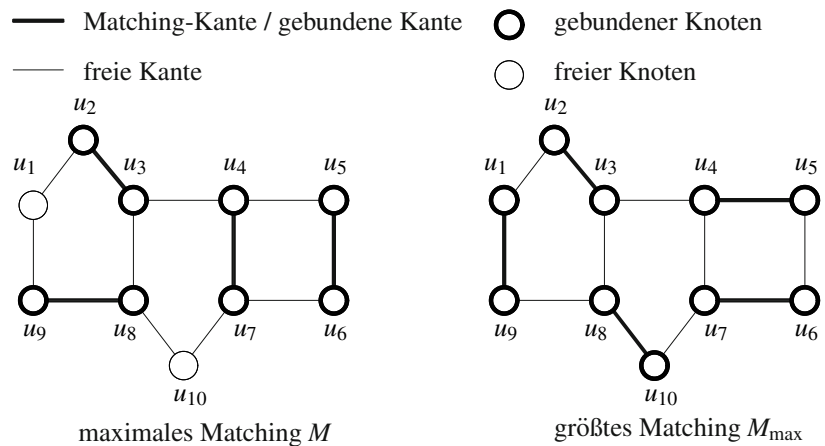 Matching-Kante / gebundene Kante gebundener Knoten
freie Kante freier Knoten
u2 u2
u1 u3 u4 u5 u1 u3 u4 u5
u9 u8 u7 u6 u9 u8 u7 u6
u10 u10
maximales Matching M größtes Matching Mmax